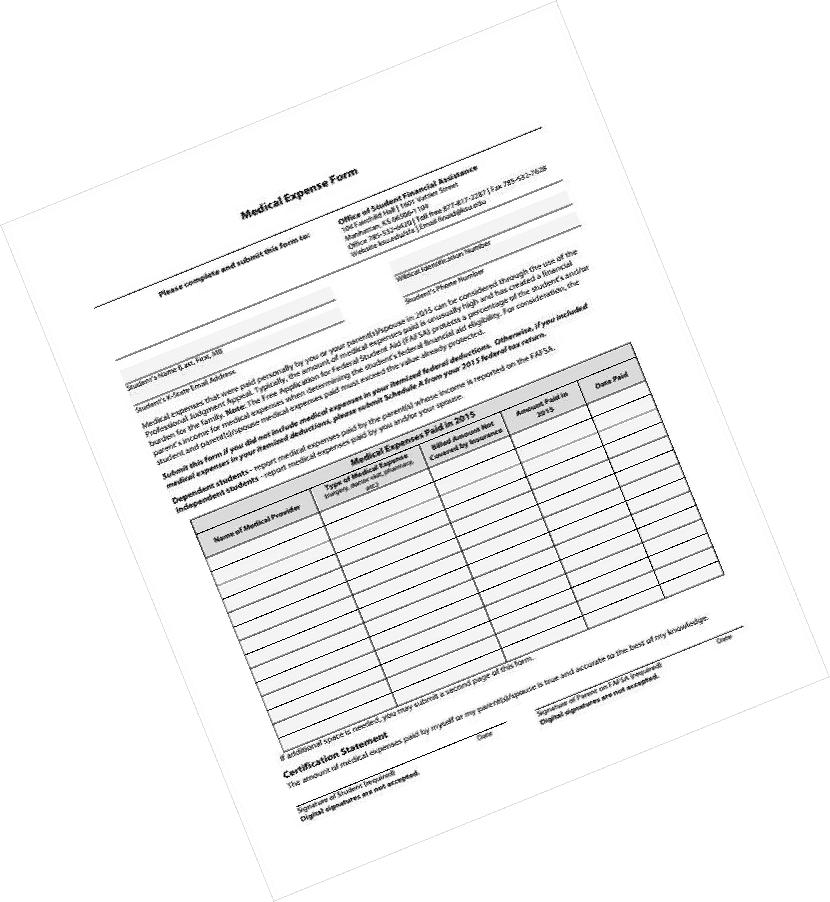 Medical Expense Form
Please complete and submit this form to:
Office of Student Financial Assistance
104 Fairchild Hall | 1601 Vattier Street
Manhattan, KS 66506-1104
Office 785-532-6420 | Toll free 877-817-2287 | Fax 785-532-7628
Website ksu.edu/sfa | Email finaid@ksu.edu
Student's Name (Last, First, MI)
Wildcat Identification Number
Student's K-State Email Address
Student's Phone Number
Medical expenses that were paid personally by you or your parent(s)/spouse in 2015 can be considered through the use of the
Professional Judgment Appeal. Typically, the amount of medical expenses paid is unusually high and has created a financial
burden for the family. Note: The Free Application for Federal Student Aid (FAFSA) protects a percentage of the student's and/or
parent's income for medical expenses when determining the student's federal financial aid eligibility. For consideration, the
student and parent(s)/spouse medical expenses paid must exceed the value already protected.
Submit this form if you did not include medical expenses in your itemized federal deductions. Otherwise, if you included
medical expenses in your itemized deductions, please submit Schedule A from your 2015 federal tax return.
Dependent students - report medical expenses paid by the parent(s) whose income is reported on the FAFSA.
Independent students - report medical expenses paid by you and/or your spouse.
Medical Expenses Paid in 2015
Name of Medical Provider
Type of Medical Expense
(surgery, doctor visit, pharmacy,
etc.)
Billed Amount Not
Covered by Insurance
Amount Paid in
2015
Date Paid
If additional space is needed, you may submit a second page of this form.
Certification Statement
The amount of medical expenses paid by myself or my parent(s)/spouse is true and accurate to the best of my knowledge.
Signature of Student (required)
Date
Digital signatures are not accepted.
Signature of Parent on FAFSA (required)
Date
Digital signatures are not accepted.